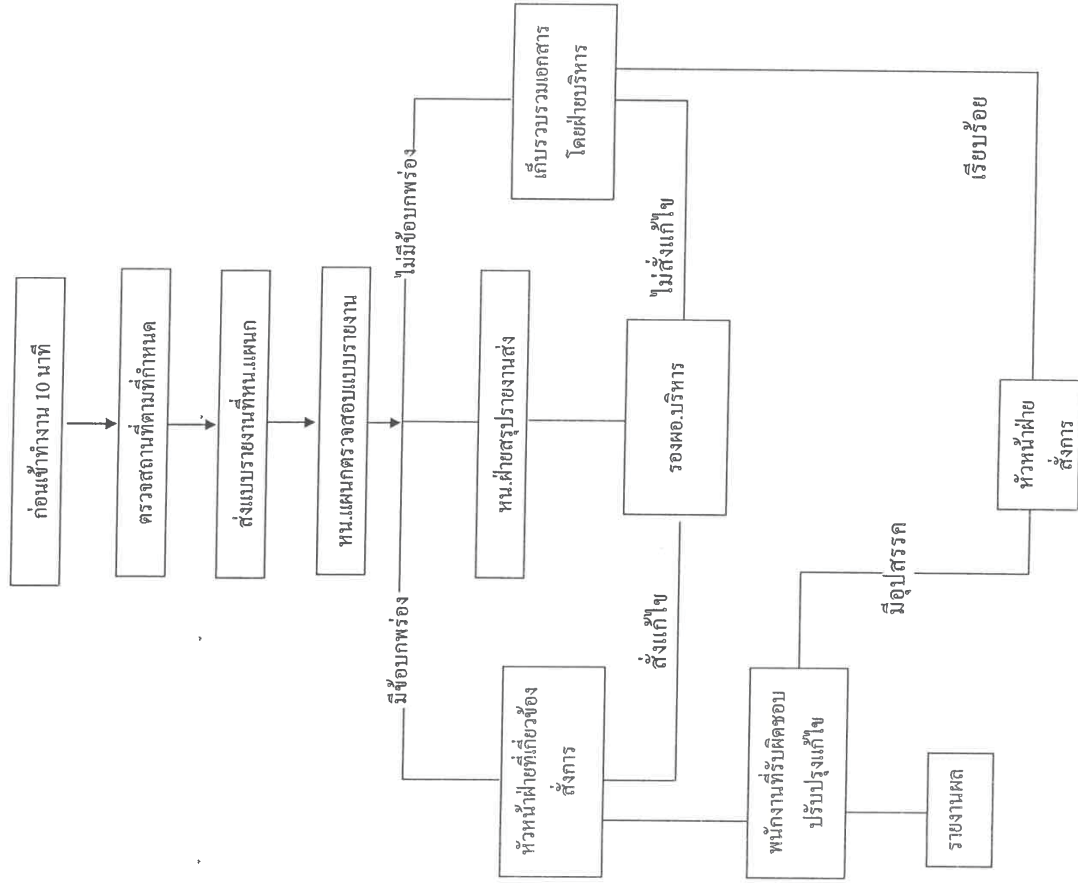 ก่อนเข้าทำงาน 10 นาที
ตรวจสถานที่ตามที่กำหนด
ส่งแบบรายงานที่หน.แผนก
หน.แผนกตรวจสอบแบบรายงาน
มีข้อบกพร่อง
ไม่มีข้อบกพร่อง
หัวหน้าฝ่ายที่เกี่ยวข้อง
สั่งการ
หน.ฝ่ายสรุปรายงานส่ง
เก็บรวบรวมเอกสาร
โดยฝ่ายบริหาร
สั่งแก้ไข
รองผอ.บริหาร
ไม่สั่งแก้ไข
พนักงานที่รับผิดชอบ
ปรับปรุงแก้ไข
มีอุปสรรค
หัวหน้าฝ่าย
สั่งการ
เรียบร้อย
รายงานผล